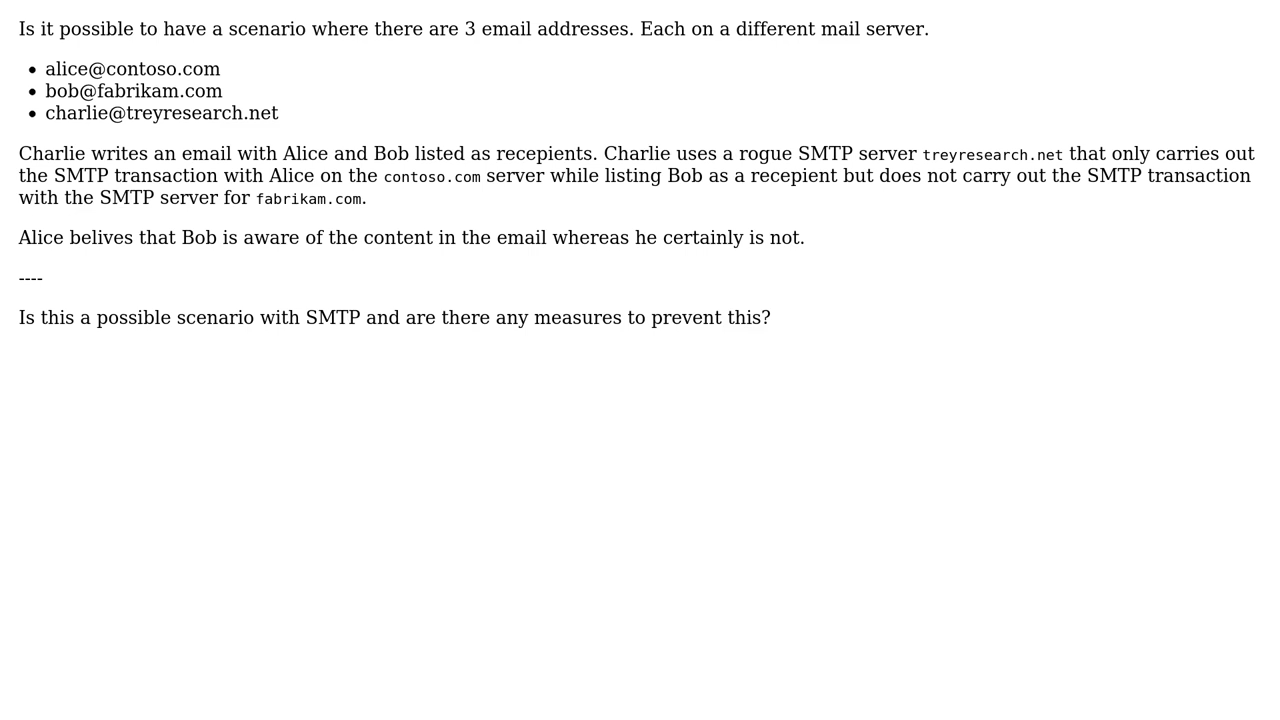 Is it possible to have a scenario where there are 3 email addresses. Each on a different mail server.
• alice@contoso.com
• bob@fabrikam.com
• charlie@treyresearch.net
Charlie writes an email with Alice and Bob listed as recepients. Charlie uses a rogue SMTP server treyresearch.net that only carries out
the SMTP transaction with Alice on the contoso.com server while listing Bob as a recepient but does not carry out the SMTP transaction
with the SMTP server for fabrikam.com.
Alice belives that Bob is aware of the content in the email whereas he certainly is not.
----
Is this a possible scenario with SMTP and are there any measures to prevent this?